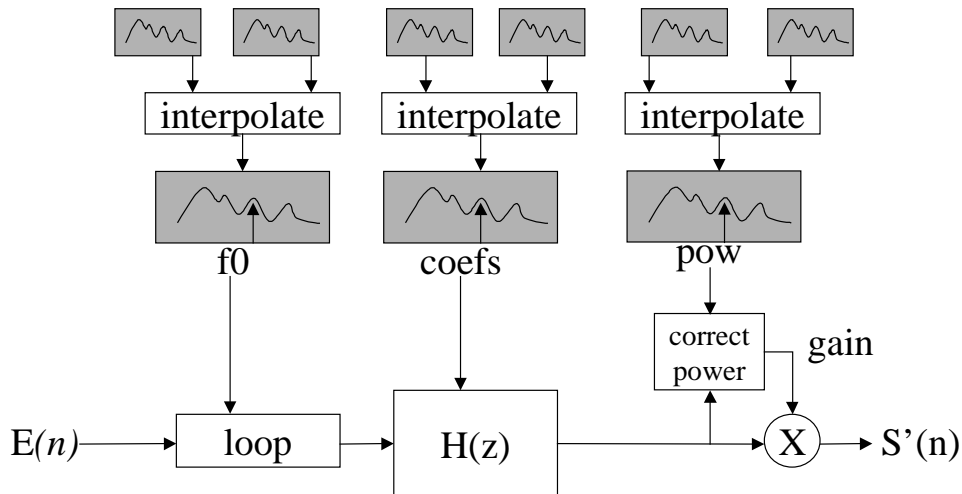 interpolate
interpolate
interpolate
f0
coefs
pow
correct
power
gain
E(n)
loop
H(z)
X
S’(n)